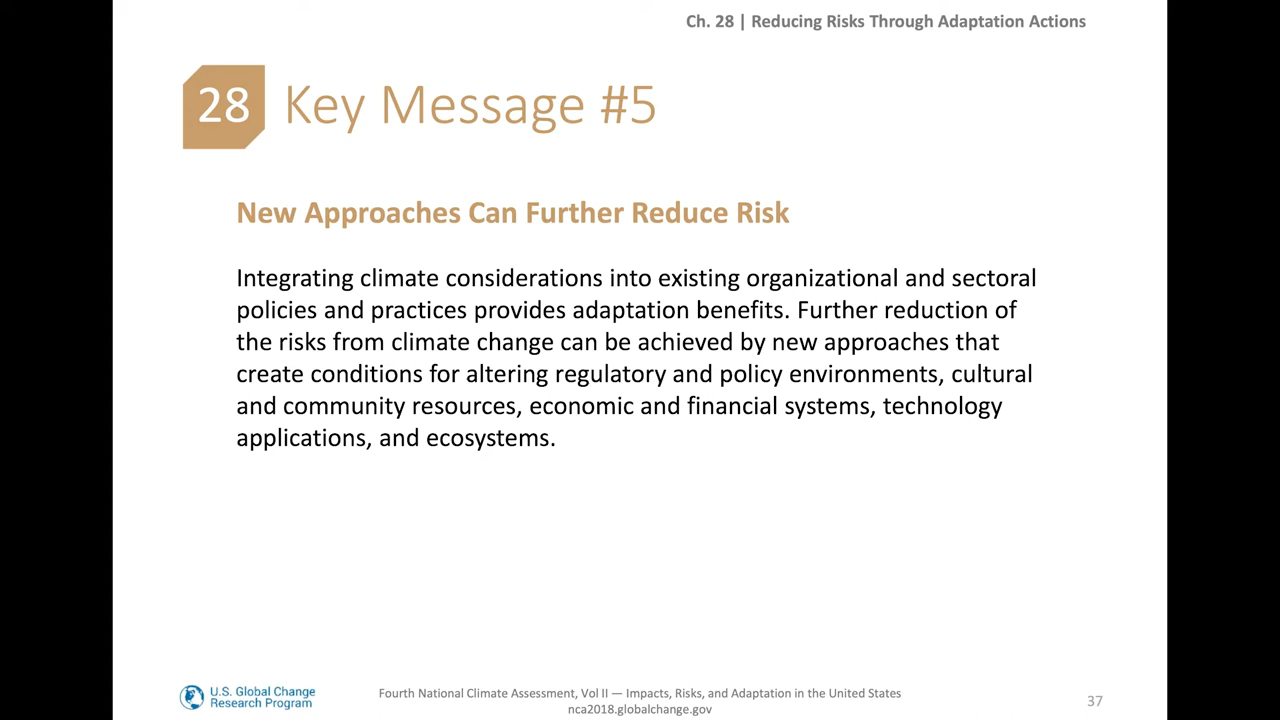 Ch. 28 | Reducing Risks Through Adaptation Actions
28 Key Message #5
New Approaches Can Further Reduce Risk
Integrating climate considerations into existing organizational and sectoral
policies and practices provides adaptation benefits. Further reduction of
the risks from climate change can be achieved by new approaches that
create conditions for altering regulatory and policy environments, cultural
and community resources, economic and financial systems, technology
applications, and ecosystems.
U.S. Global Change
Research Program
Fourth National Climate Assessment, Vol II — Impacts, Risks, and Adaptation in the United States
nca2018.globalchange.gov
37